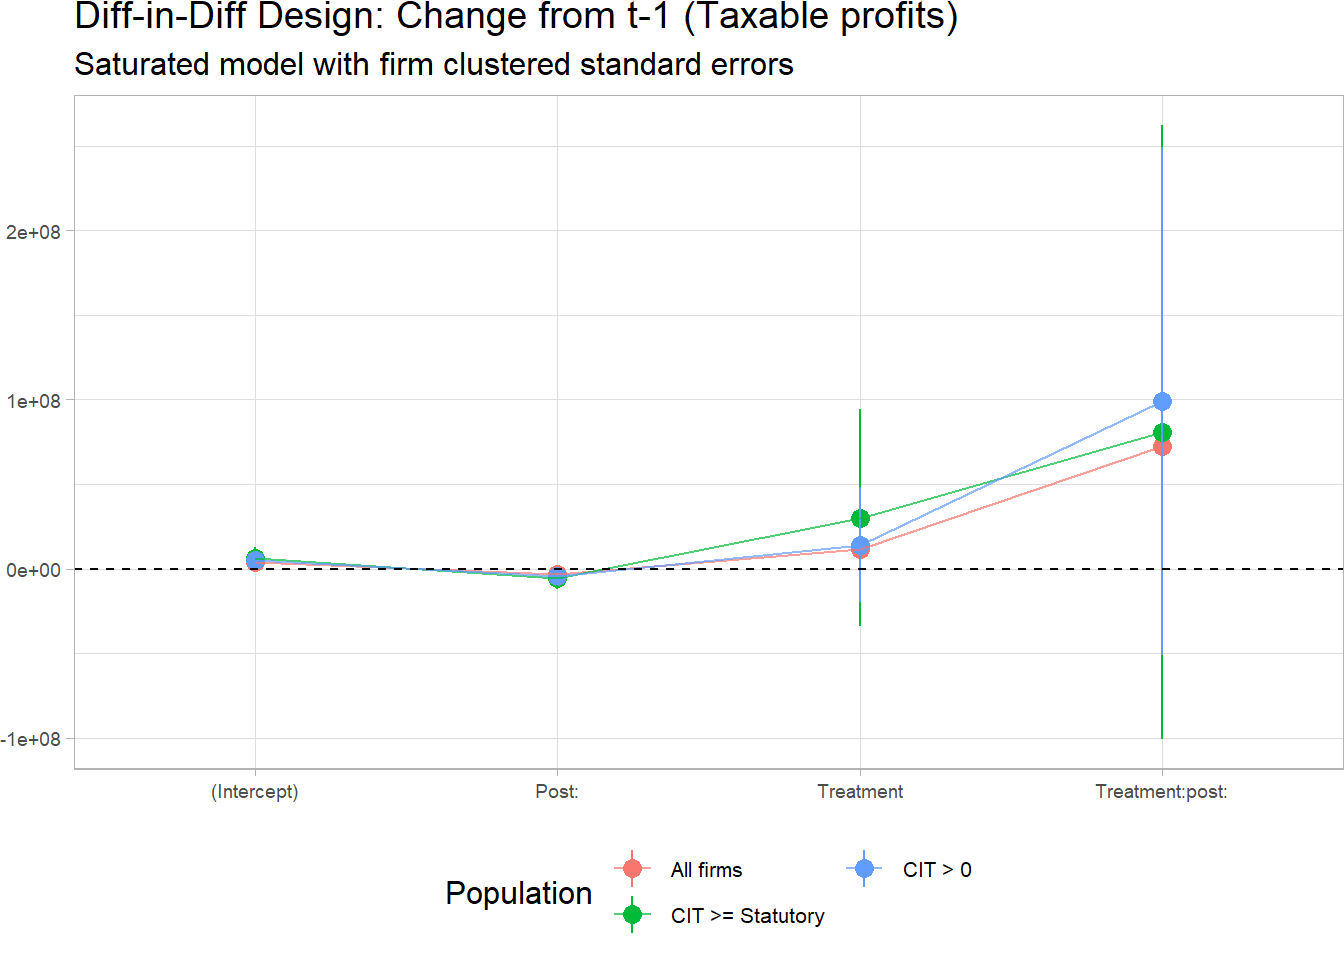 Diff-in-Diff Design: Change from t-1 (Taxable profits)
Saturated model with firm clustered standard errors
2e+08
1e+08
0e+00
-1e+08
(Intercept)
Post:
Treatment
Treatment:post:
Population
All firms
CIT > 0
CIT >= Statutory